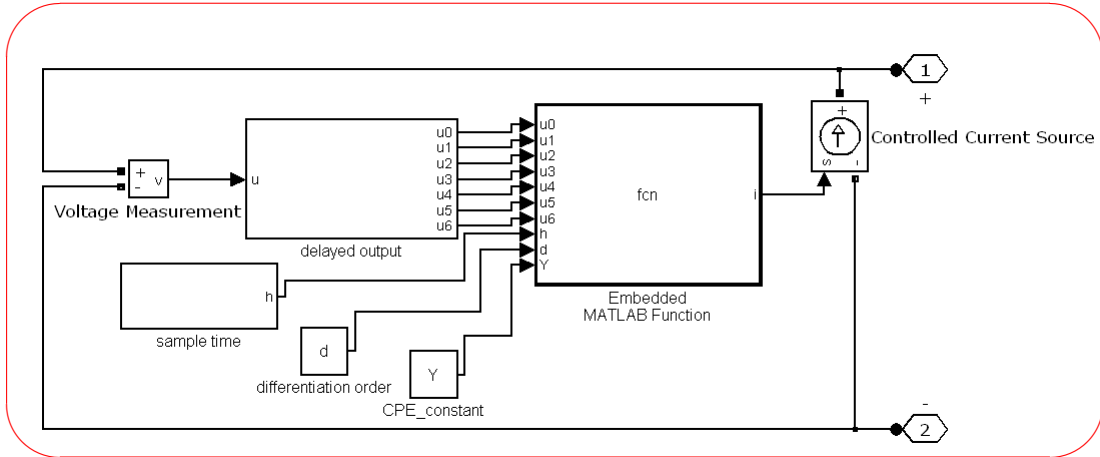 1
+
+
s
-
Controlled Current Source
+
-
v
Voltage Measurement
u
u0
u1
u2
u3
u4
u5
u6
delayed output
u0
u1
u2
u3
u4
u5
u6
h
d
Y
fcn
i
Embedded
MATLAB Function
h
sample time
d
differentiation order
Y
CPE_constant
-
2